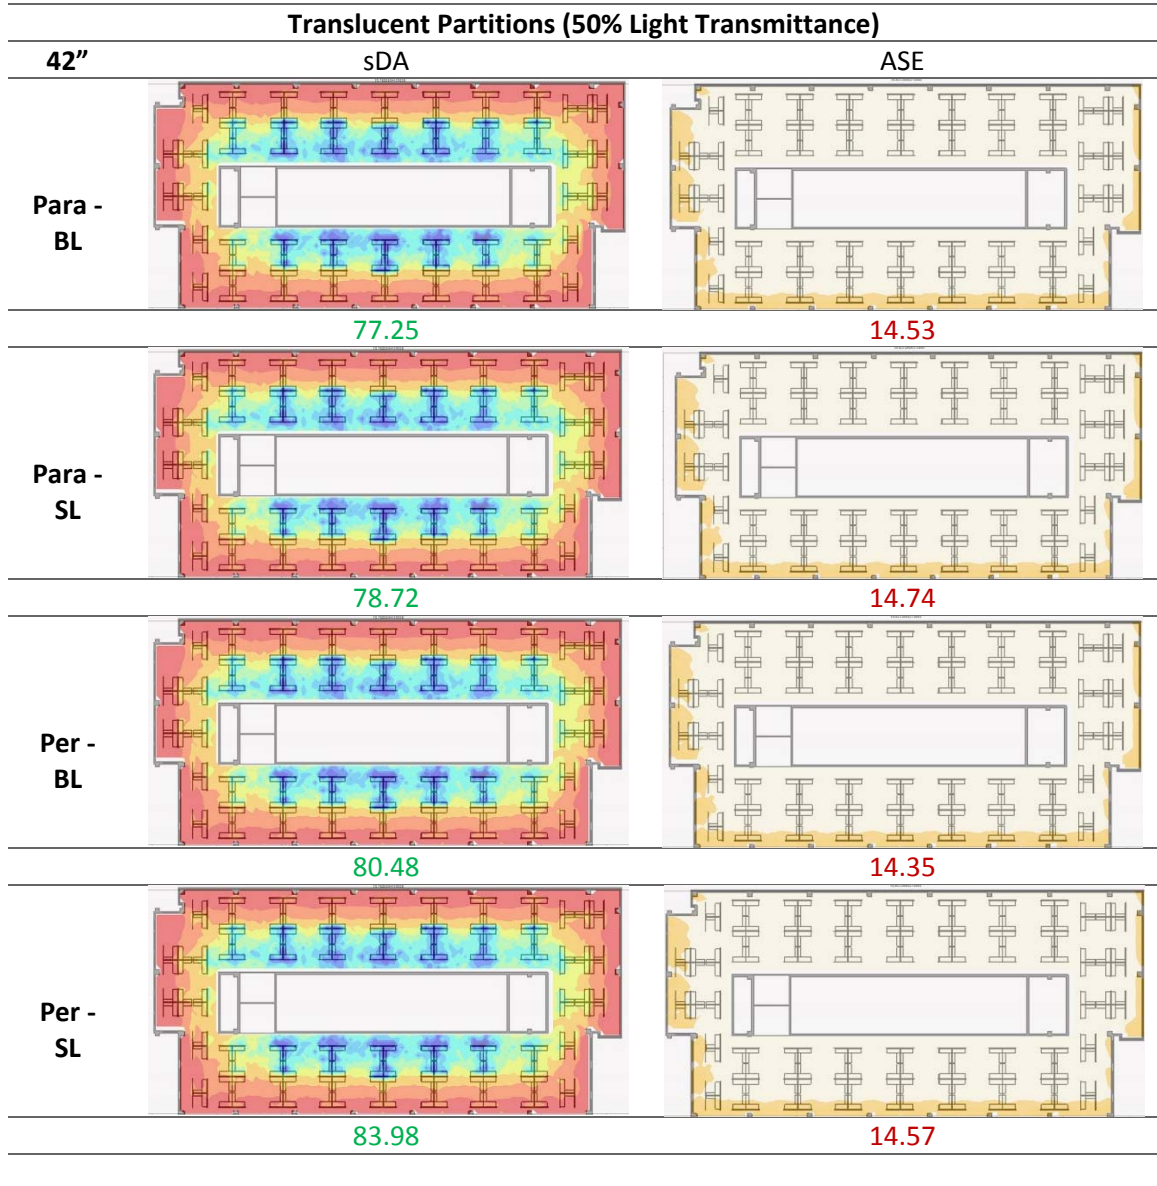 Translucent Partitions (50% Light Transmittance)
42” sDA ASE
Para -
BL
77.25 14.53
Para -
SL
78.72 14.74
Per -
BL
80.48 14.35
Per -
SL
83.98 14.57